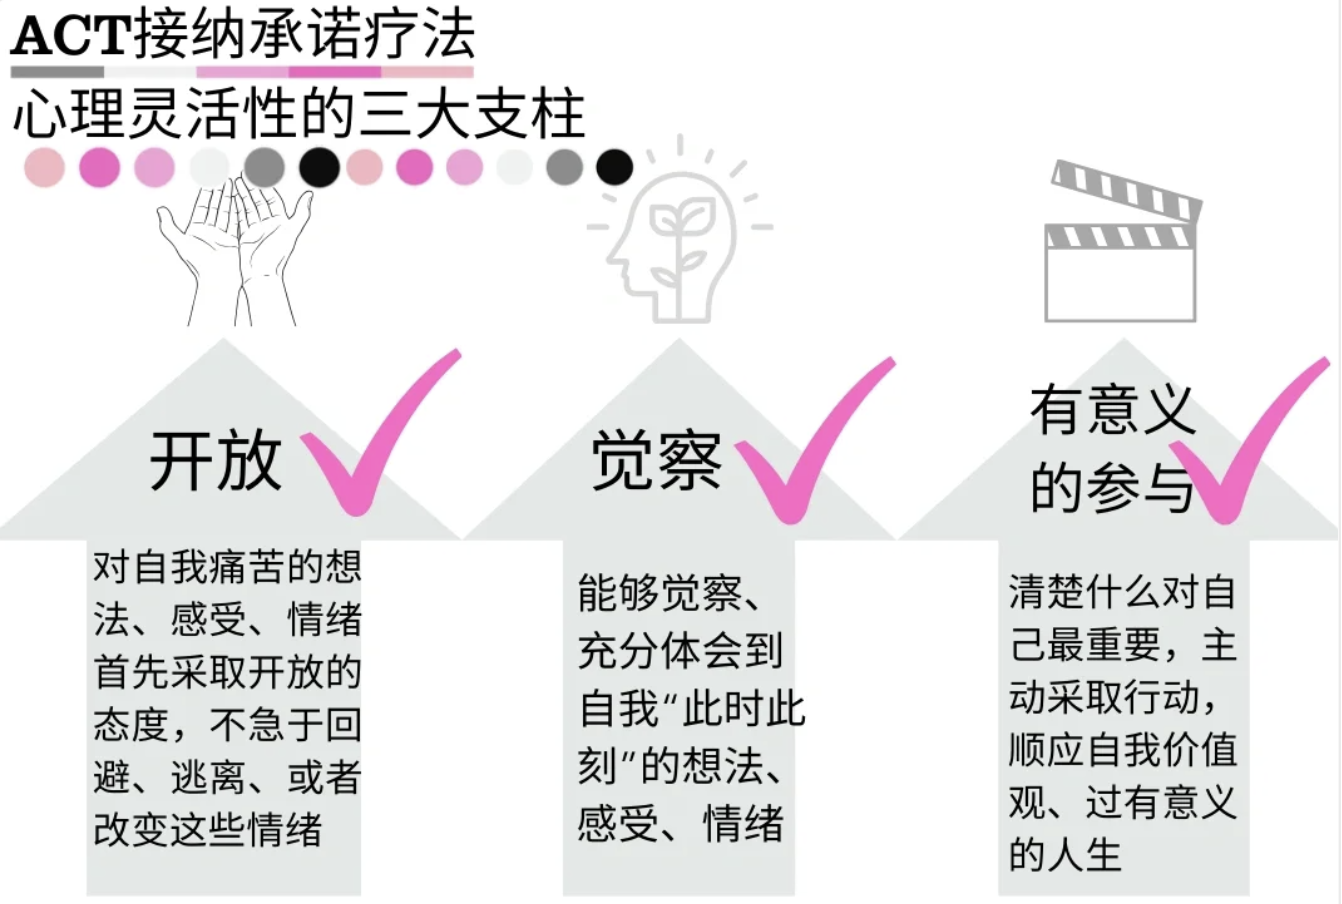 ACT接纳承诺疗法
心理灵活性的三大支柱
开放
对自我痛苦的想
法、感受、情绪
首先采取开放的
态度，不急于回
避、逃离、或者
改变这些情绪
觉察
能够觉察、
充分体会到
自我“此时此
刻”的想法、
感受、情绪
有意义
的参与
清楚什么对自
己最重要，主
动采取行动，
顺应自我价值
观、过有意义
的人生